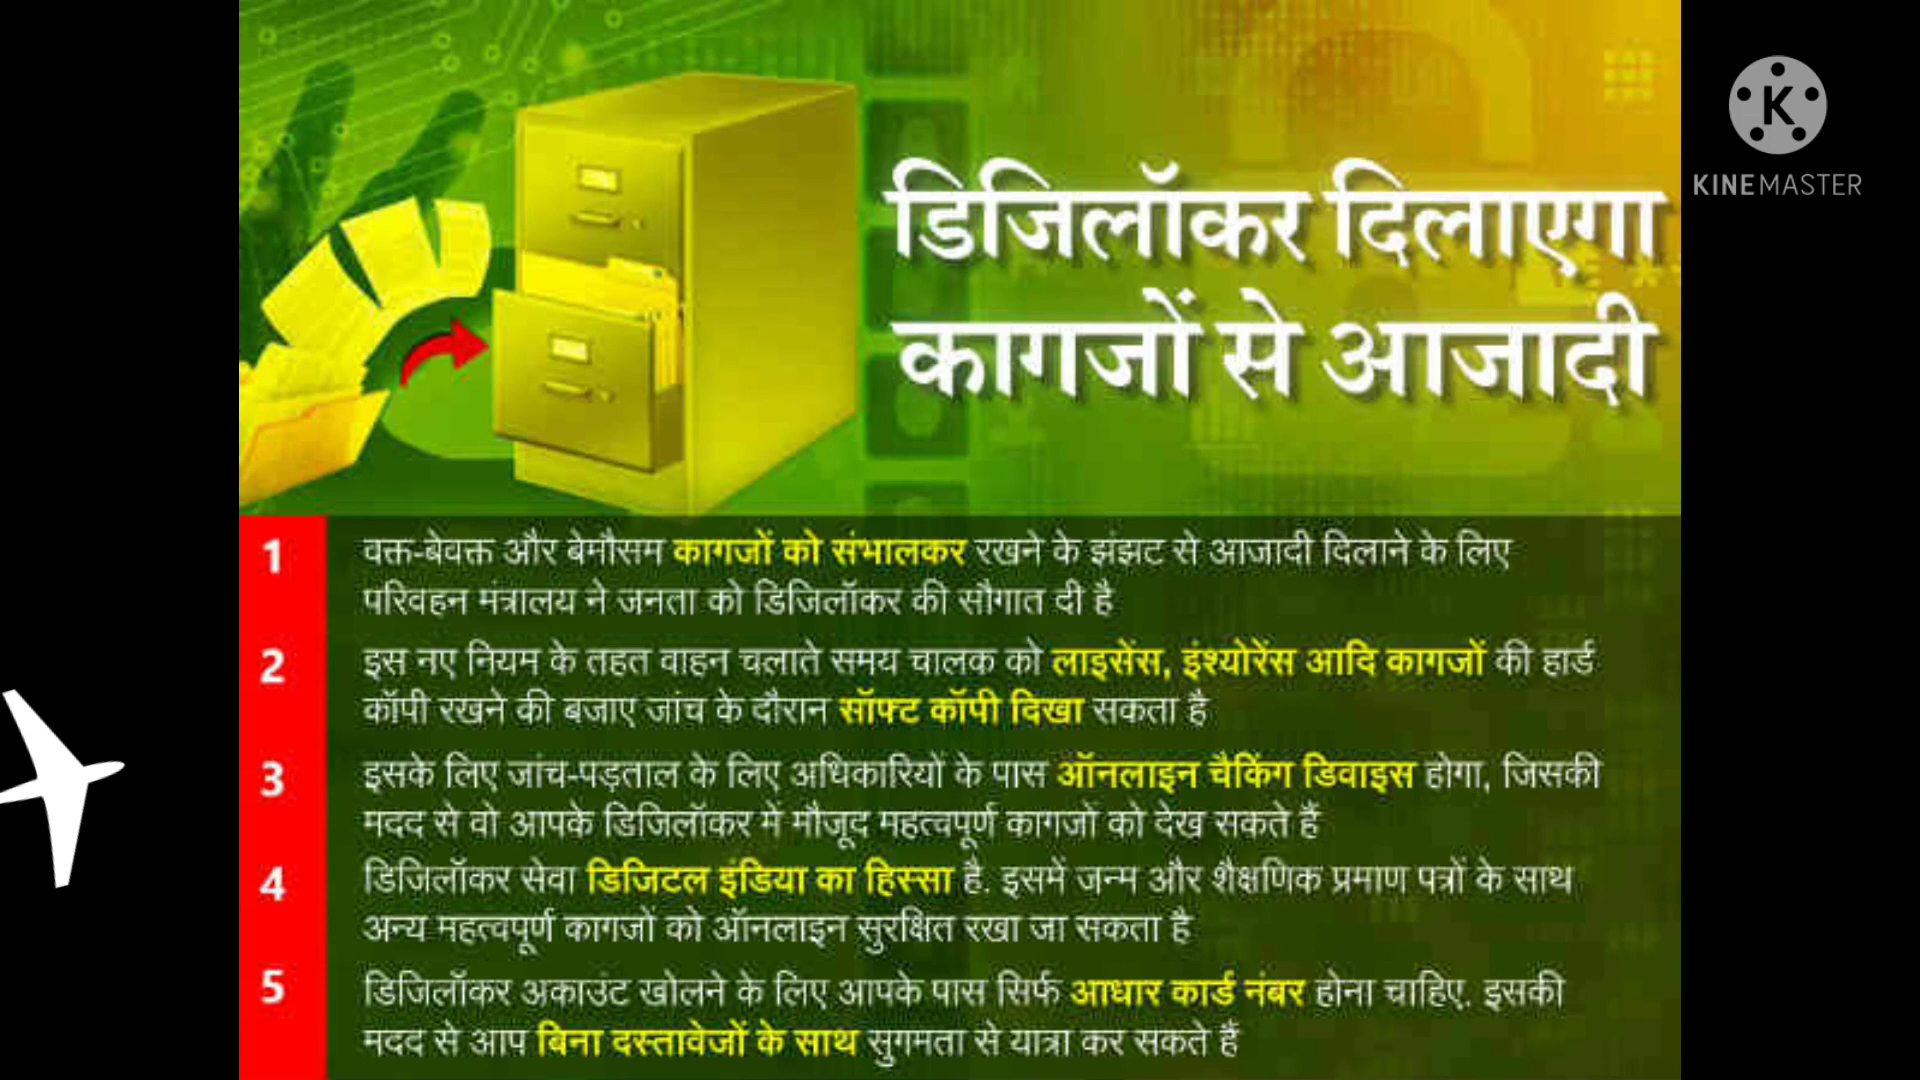 डिजिलॉकर दिलाएगा
कागजों से आजादी
K
KINEMASTER
1 वक्त-बेवक्त और बेमौसम कागजों को संभालकर रखने के झंझट से आजादी दिलाने के लिए
परिवहन मंत्रालय ने जनता को डिजिलॉकर की सौगात दी है
2 इस नए नियम के तहत वाहन चलाते समय चालक को लाइसेंस, इंश्योरेंस आदि कागजों की हार्ड
कॉपी रखने की बजाए जांच के दौरान सॉफ्ट कॉपी दिखा सकता है
3 इसके लिए जांच-पड़ताल के लिए अधिकारियों के पास ऑनलाइन चैकिंग डिवाइस होगा, जिसकी
मदद से वो आपके डिजिलॉकर में मौजूद महत्वपूर्ण कागजों को देख सकते हैं
4 डिजिलॉकर सेवा डिजिटल इंडिया का हिस्सा है. इसमें जन्म और शैक्षणिक प्रमाण पत्रों के साथ
अन्य महत्वपूर्ण कागजों को ऑनलाइन सुरक्षित रखा जा सकता है
5 डिजिलॉकर अकाउंट खोलने के लिए आपके पास सिर्फ आधार कार्ड नंबर होना चाहिए. इसकी
मदद से आप बिना दस्तावेजों के साथ सुगमता से यात्रा कर सकते हैं